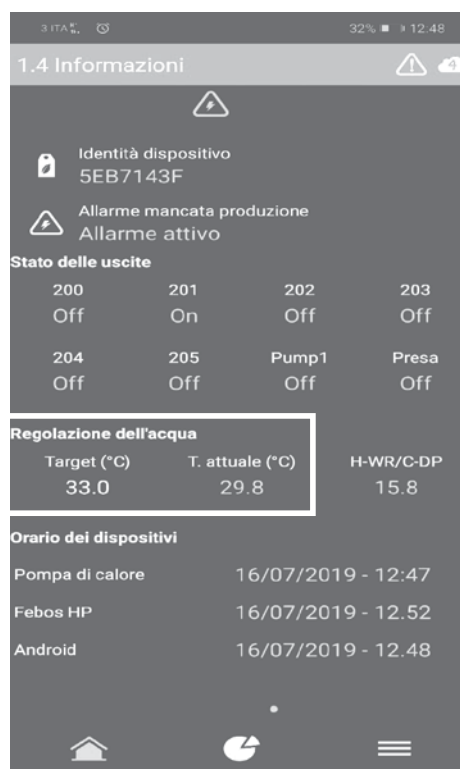 3 ITA 32% 12.48
1.4 Informazioni 4
Identità dispositivo
5EB7143F
Allarme mancata produzione
Allarme attivo
Stato delle uscite
200 201 202 203
Off On Off Off
204 205 Pump1 Presa
Off Off Off Off
Regolazione dell'acqua
Target (°C) T. attuale (°C) H-WR/C-DP
33.0 29.8 15.8
Orario dei dispositivi
Pompa di calore 16/07/2019 - 12:47
Febos HP 16/07/2019 - 12.52
Android 16/07/2019 - 12.48